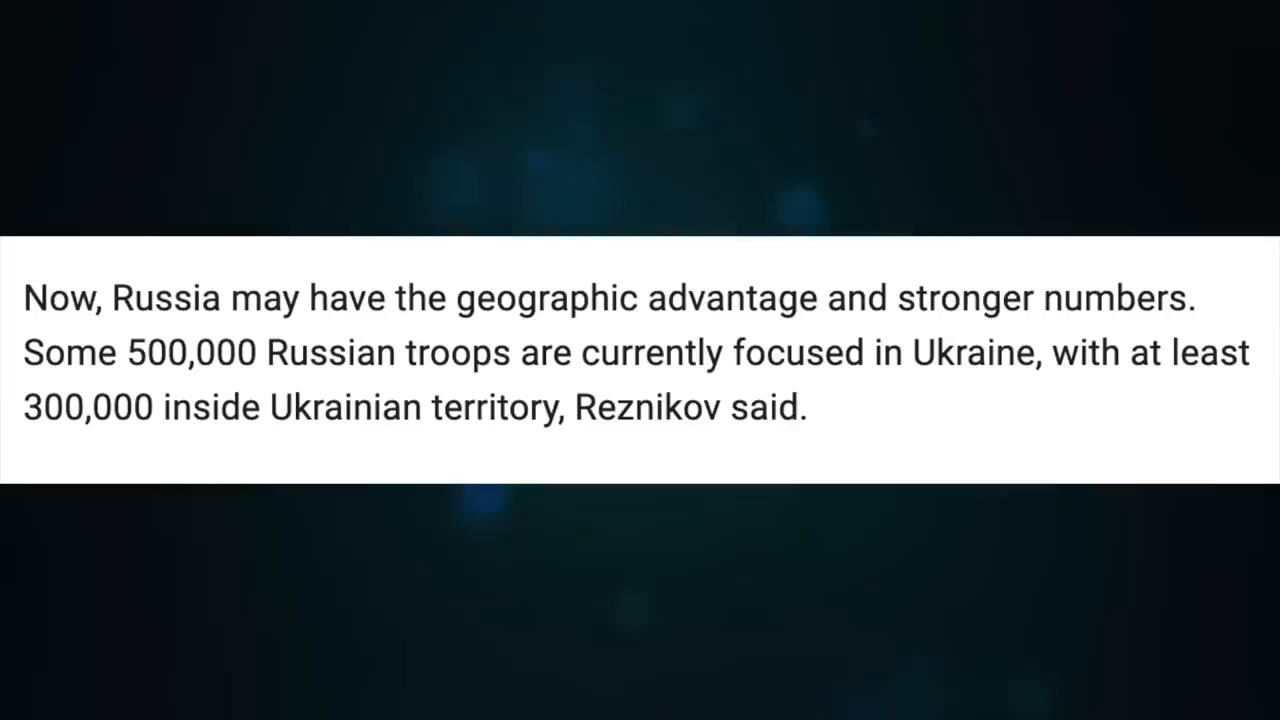 Now, Russia may have the geographic advantage and stronger numbers.
Some 500,000 Russian troops are currently focused in Ukraine, with at least
300,000 inside Ukrainian territory, Reznikov said.